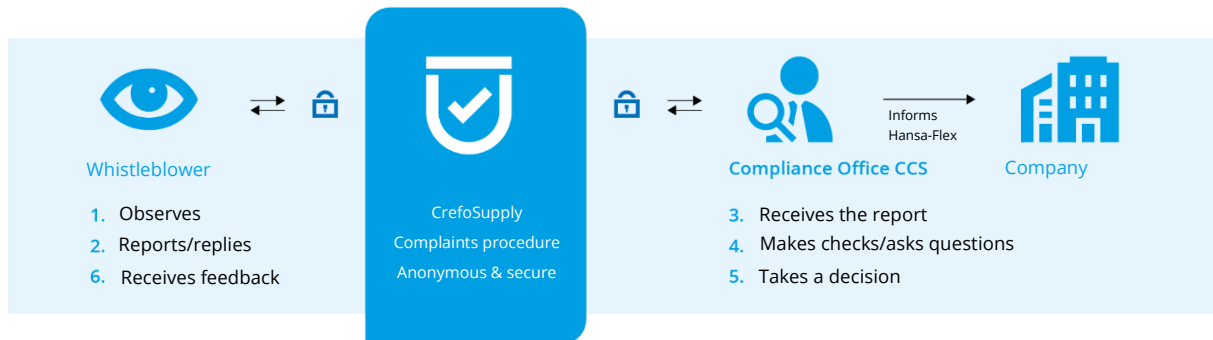 Whistleblower
1. Observes
2. Reports/replies
6. Receives feedback
CrefoSupply
Complaints procedure
Anonymous & secure
Informs
Hansa-Flex
Compliance Office CCS
Company
3. Receives the report
4. Makes checks/asks questions
5. Takes a decision